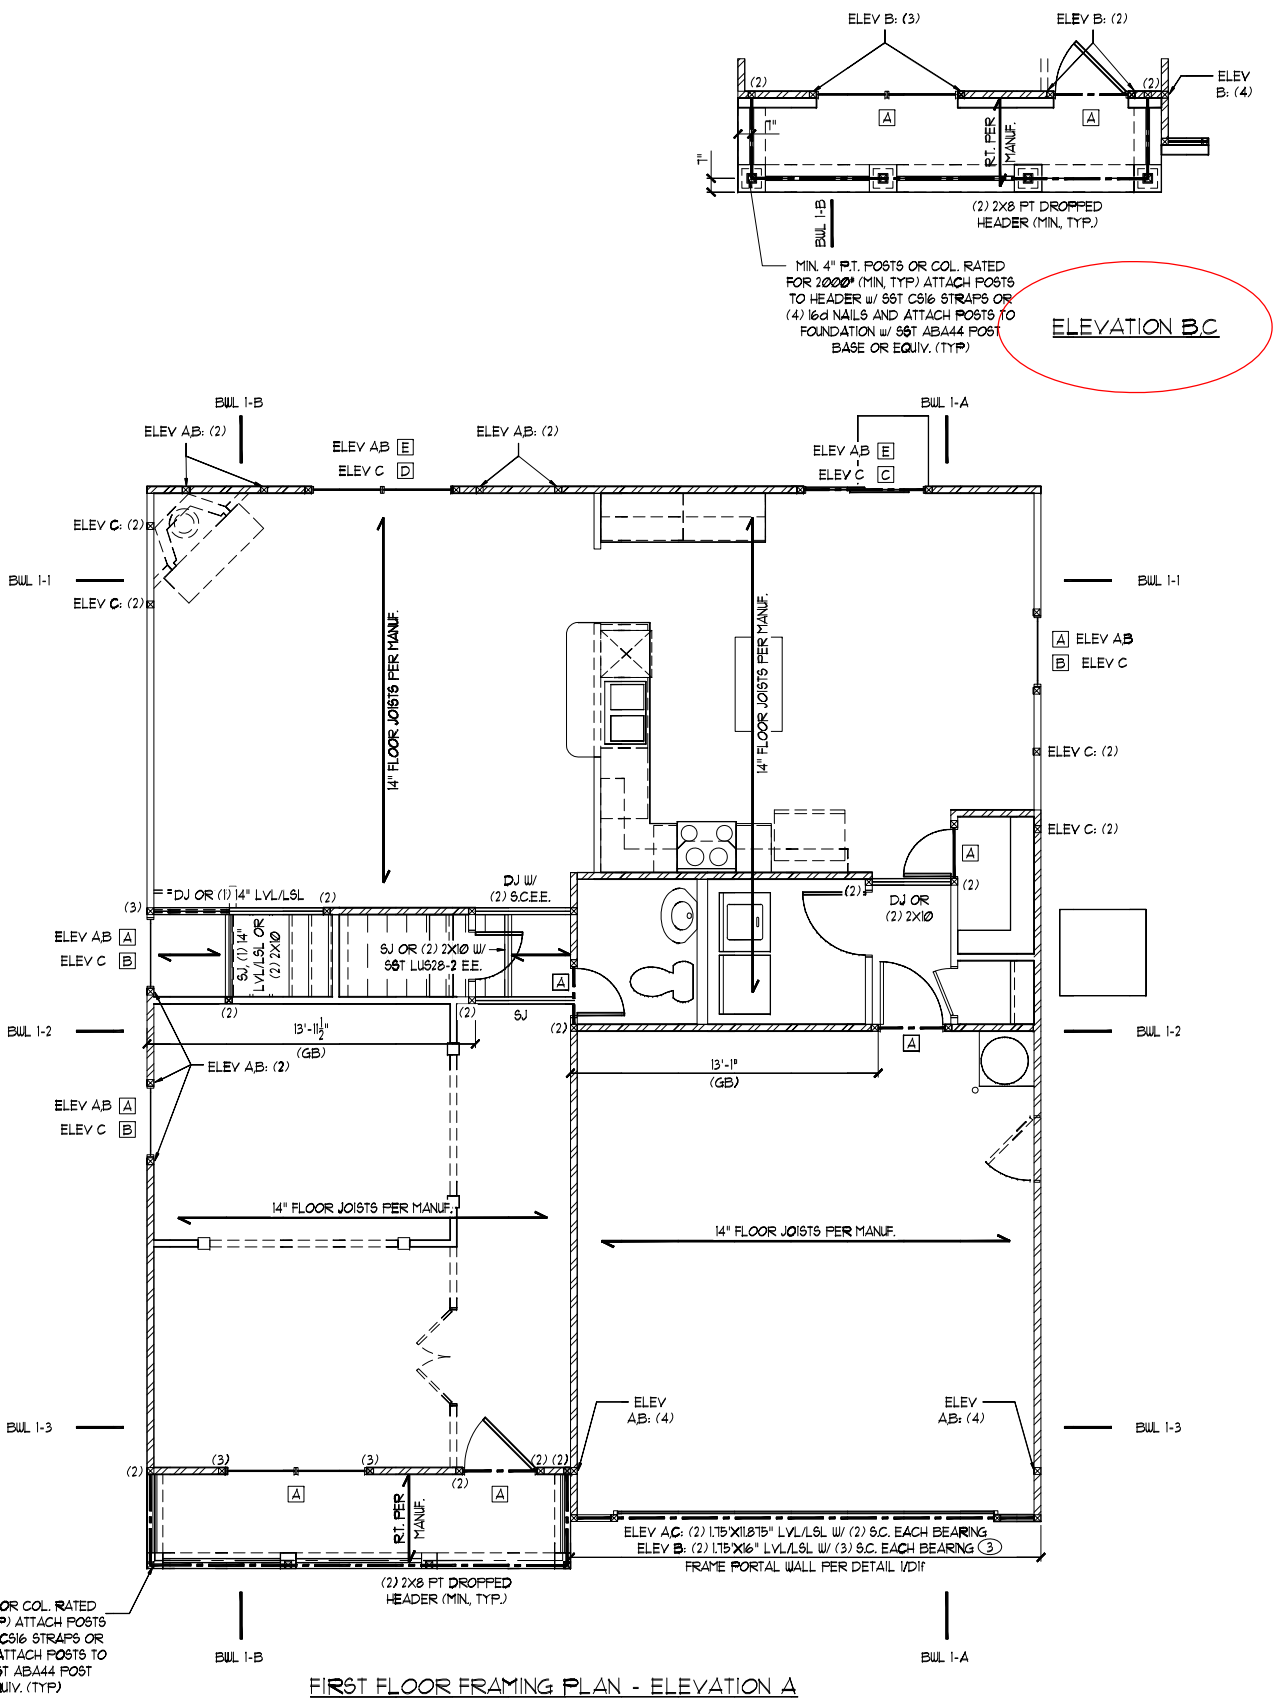 ELEV B: (3)
ELEV B: (2)
(2)
(2)
ELEV
B: (4)
A
A
7"
7"
R.T. PER
MANUF.
BWL 1-B
(2) 2X8 PT DROPPED
HEADER (MIN., TYP.)
MIN. 4" P.T. POSTS OR COL. RATED
FOR 2000# (MIN, TYP) ATTACH POSTS
TO HEADER w/ SST CS16 STRAPS OR
(4) 16d NAILS AND ATTACH POSTS TO
FOUNDATION w/ SST ABA44 POST
BASE OR EQUIV. (TYP)
ELEVATION B,C
BWL 1-B
BWL 1-A
ELEV A,B: (2)
ELEV A,B E
ELEV C D
ELEV A,B: (2)
ELEV A,B E
ELEV C C
ELEV C: (2)
BWL 1-1
BWL 1-1
ELEV C: (2)
14" FLOOR JOISTS PER MANUF.
14" FLOOR JOISTS PER MANUF.
A ELEV A,B
B ELEV C
ELEV C: (2)
ELEV C: (2)
A
DJ OR (1) 14" LVL/LSL
(2)
DJ W/
(2) S.C.E.E.
(2)
(2)
DJ OR
(2) 2X10
(3)
ELEV A,B A
ELEV C B
SJ, (1) 14"
LVL/LSL OR
(2) 2X10
SJ OR (2) 2X10 W/
SST LUS28-2 E.E.
A
(2)
(2)
SJ
(2)
BWL 1-2
BWL 1-2
13'-11½"
(GB)
A
ELEV A,B: (2)
13'-1"
(GB)
ELEV A,B A
ELEV C B
14" FLOOR JOISTS PER MANUF.
14" FLOOR JOISTS PER MANUF.
ELEV
A,B: (4)
ELEV
A,B: (4)
BWL 1-3
BWL 1-3
(2)
(3)
(3)
(2)
(2) (2)
A
A
R.T. PER
MANUF.
ELEV A,C: (2) 1.75"X11.875" LVL/LSL W/ (2) S.C. EACH BEARING
ELEV B: (2) 1.75"X16" LVL/LSL W/ (3) S.C. EACH BEARING 3
FRAME PORTAL WALL PER DETAIL 1/D1f
(2) 2X8 PT DROPPED
HEADER (MIN., TYP.)
OR COL. RATED
P) ATTACH POSTS
CS16 STRAPS OR
ATTACH POSTS TO
ST ABA44 POST
UIV. (TYP)
BWL 1-B
BWL 1-A
FIRST FLOOR FRAMING PLAN - ELEVATION A